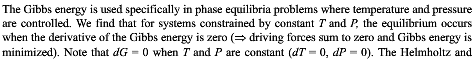 The Gibbs energy is used specifically in phase equilibria problems where temperature and pressure
are controlled. We find that for systems constrained by constant T and P, the equilibrium occurs
when the derivative of the Gibbs energy is zero (⇒ driving forces sum to zero and Gibbs energy is
minimized). Note that dG = 0 when T and P are constant (dT = 0, dP = 0). The Helmholtz and